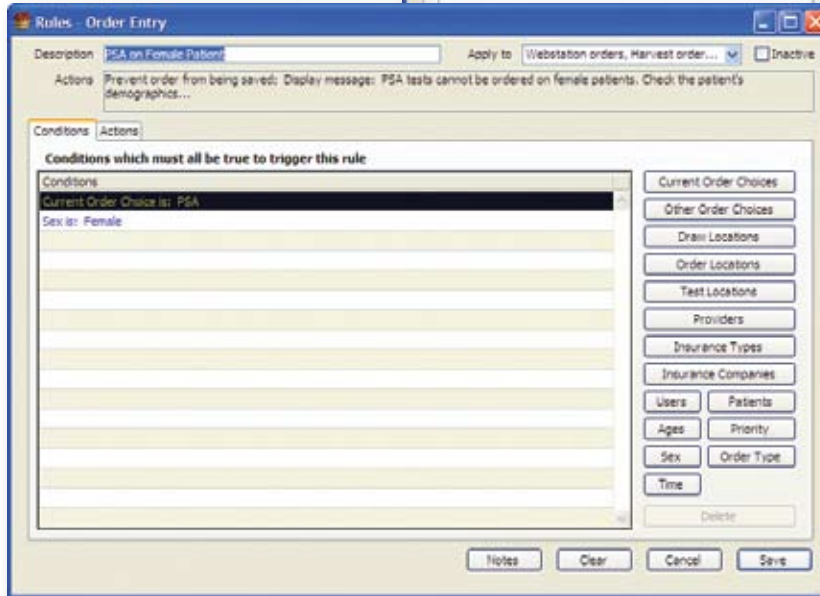 Rules - Order Entry
Description PSA on Female Patient Apply to Webstation orders, Harvest order... Inactive
Actions Prevent order from being saved; Display message: PSA tests cannot be ordered on female patients. Check the patient's
demographics...
Conditions Actions
Conditions which must all be true to trigger this rule
Conditions
Current Order Choice is: PSA
Sex is: Female
Current Order Choices
Other Order Choices
Draw Locations
Order Locations
Test Locations
Providers
Insurance Types
Insurance Companies
Users Patients
Ages Priority
Sex Order Type
Time
Delete
Notes Clear Cancel Save